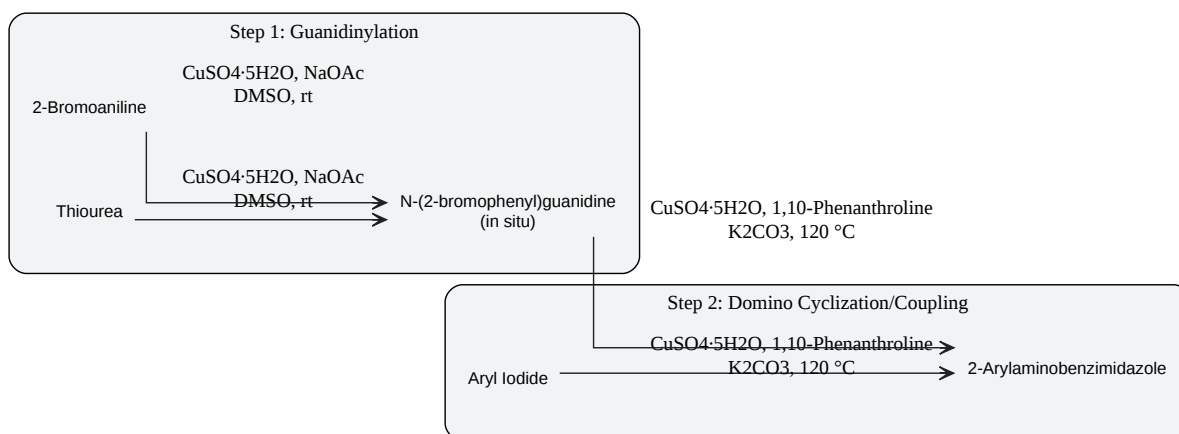 Step 1: Guanidinylation
CuSO4·5H2O, NaOAc
DMSO, rt
2-Bromoaniline
CuSO4·5H2O, NaOAc
DMSO, rt
Thiourea
N-(2-bromophenyl)guanidine
(in situ)
CuSO4·5H2O, 1,10-Phenanthroline
K2CO3, 120 °C
Step 2: Domino Cyclization/Coupling
CuSO4·5H2O, 1,10-Phenanthroline
K2CO3, 120 °C
Aryl Iodide
2-Arylaminobenzimidazole